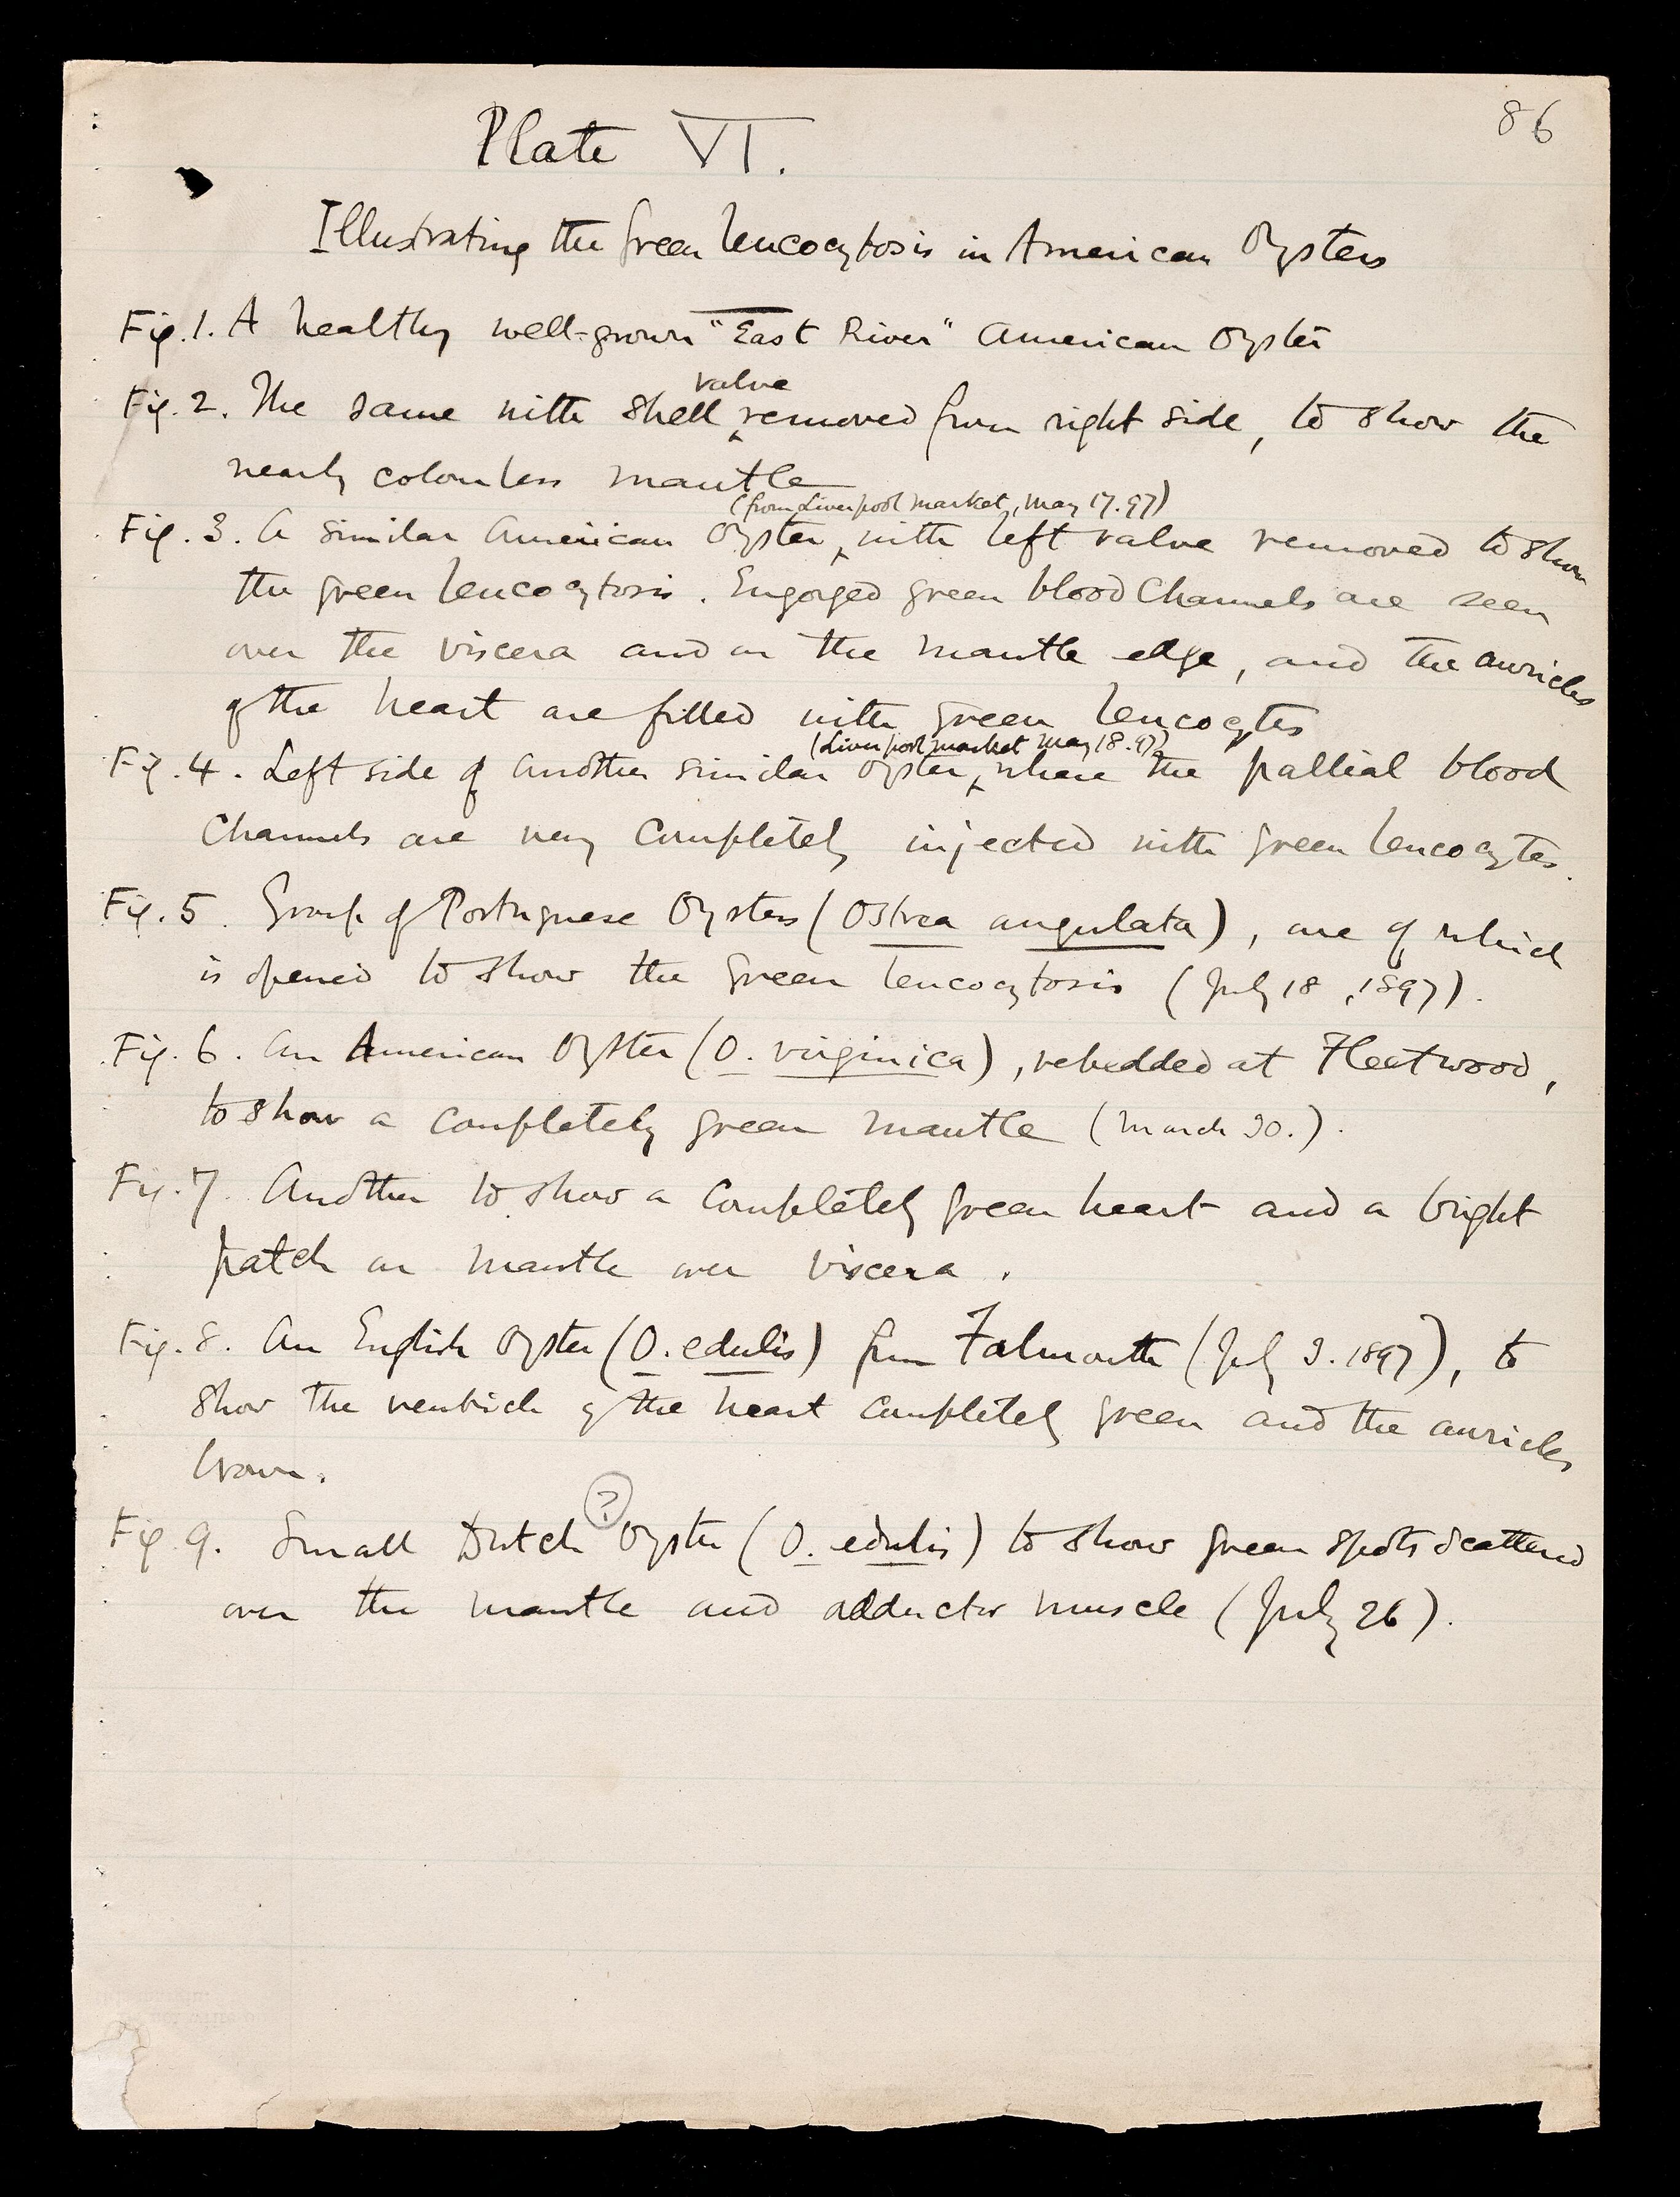 86
Plate VI.
Illustrating the green leucocytosis in American Oysters
Fig. 1. A healthy well-grown "East River" American Oyster
valve
Fig. 2. The same with shell removed from right side, to show the
nearly colourless mantle
(from Liverpool market, May 17.97)
Fig. 3. A similar American Oyster, with left valve removed to show
the green leucocytosis. Engorged green blood channels are seen
over the viscera and on the mantle edge, and the auricles
of the heart are filled with green leucocytes
(Liverpool market May 18.97)
Fig. 4. Left side of another similar oyster, where the pallial blood
channels are very completely injected with green leucocytes.
Fig. 5. Group of Portuguese Oysters (Ostrea angulata), one of which
is opened to show the green leucocytosis (July 18, 1897).
Fig. 6. An American Oyster (O. virginica), rebedded at Fleetwood,
to show a completely green mantle (March 30.).
Fig. 7. Another to show a completely green heart and a bright
patch on mantle over viscera.
Fig. 8. An English Oyster (O. edulis) from Falmouth (July 3. 1897), to
show the ventricle of the heart completely green and the auricles
brown.
?
Fig. 9. Small Dutch Oyster (O. edulis) to show green spots scattered
over the mantle and adductor muscle (July 26).